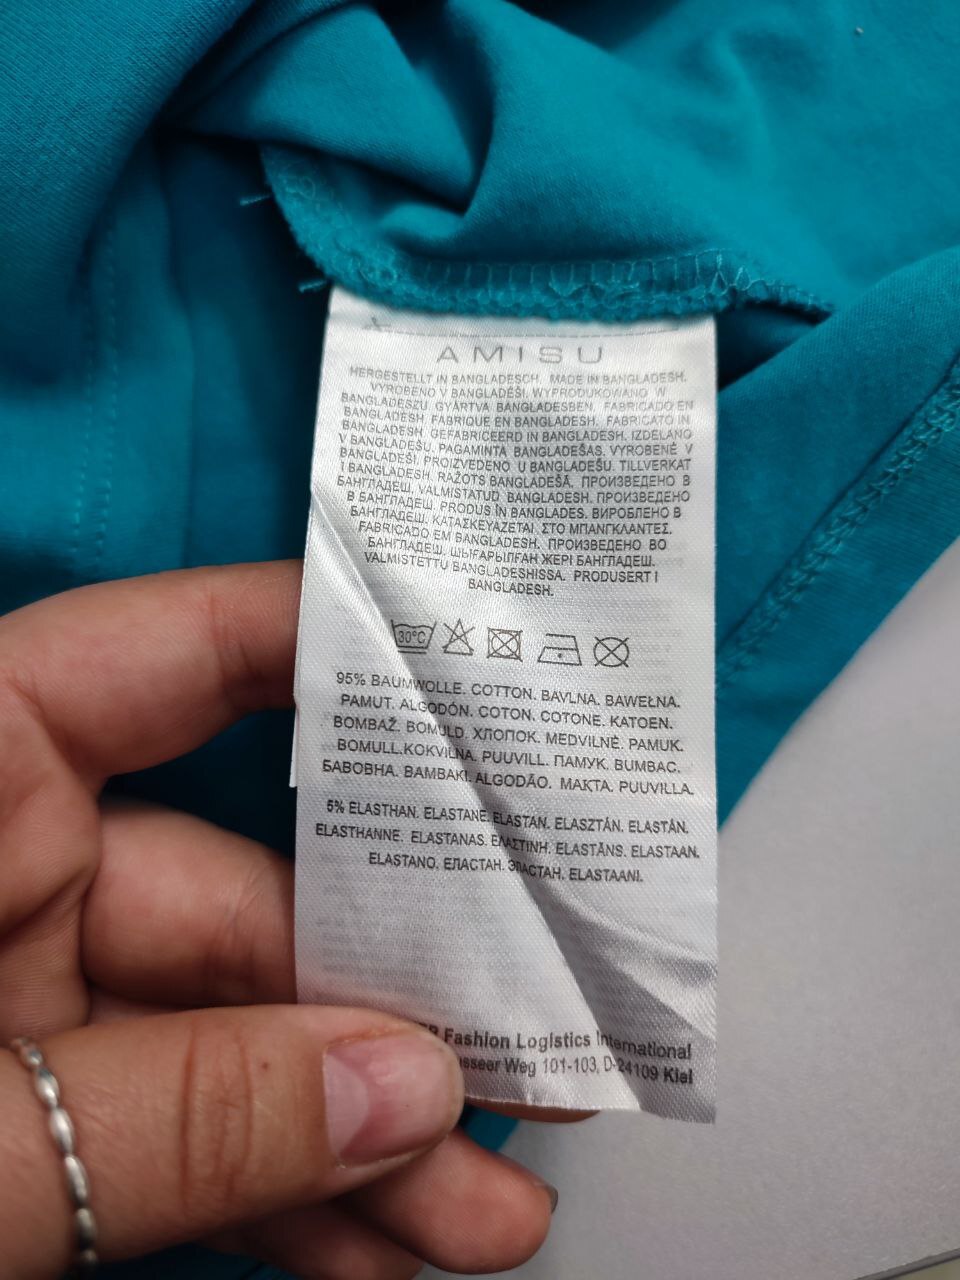 AMISU
HERGESTELLT IN BANGLADESCH. MADE IN BANGLADESH.
VYROBENO V BANGLADÉŠI. WYPRODUKOWANO W
BANGLADESZU. GYÁRTVA BANGLADESBEN. FABRICADO EN
BANGLADESH. FABRIQUE EN BANGLADESH. FABRICATO IN
BANGLADESH. GEFABRICEERD IN BANGLADESH. IZDELANO
V BANGLADEŠU. PAGAMINTA BANGLADEŠAS. VYROBENÉ V
BANGLADÉŠI. PROIZVEDENO U BANGLADEŠU. TILLVERKAT
I BANGLADESH. RAŽOTS BANGLADEŠĀ. ПРОИЗВЕДЕНО В
БАНГЛАДЕШ. VALMISTATUD BANGLADESH. ПРОИЗВЕДЕНО
В БАНГЛАДЕШ. PRODUS ÎN BANGLADES. ВИРОБЛЕНО В
БАНГЛАДЕШ. ΚΑΤΑΣΚΕΥΑΖΕΤΑΙ. ΣΤΟ ΜΠΑΝΓΚΛΑΝΤΕΣ.
FABRICADO EM BANGLADESH. ПРОИЗВЕДЕНО ВО
БАНГЛАДЕШ. ШЫҒАРЫЛҒАН ЖЕРІ БАНГЛАДЕШ.
VALMISTETTU BANGLADESHISSA. PRODUSERT I
BANGLADESH.
30°C
95% BAUMWOLLE. COTTON. BAVLNA. BAWEŁNA.
PAMUT. ALGODÓN. COTON. COTONE. KATOEN.
BOMBAŽ. BOMULD. ХЛОПОК. MEDVILNĖ. PAMUK.
BOMULL.KOKVILNA. PUUVILL. ПАМУК. BUMBAC.
БАВОВНА. ΒΑΜΒΑΚΙ. ALGODÃO. МАКТА. PUUVILLA.
5% ELASTHAN. ELASTANE. ELASTAN. ELASZTÁN. ELASTÁN.
ELASTHANNE. ELASTANAS. ΕΛΑΣΤΙΝΗ. ELASTĀNS. ELASTAAN.
ELASTANO. ЕЛАСТАН. ЭЛАСТАН. ELASTAANI.
Fashion Logistics International
Weg 101-103, D-24109 Kiel